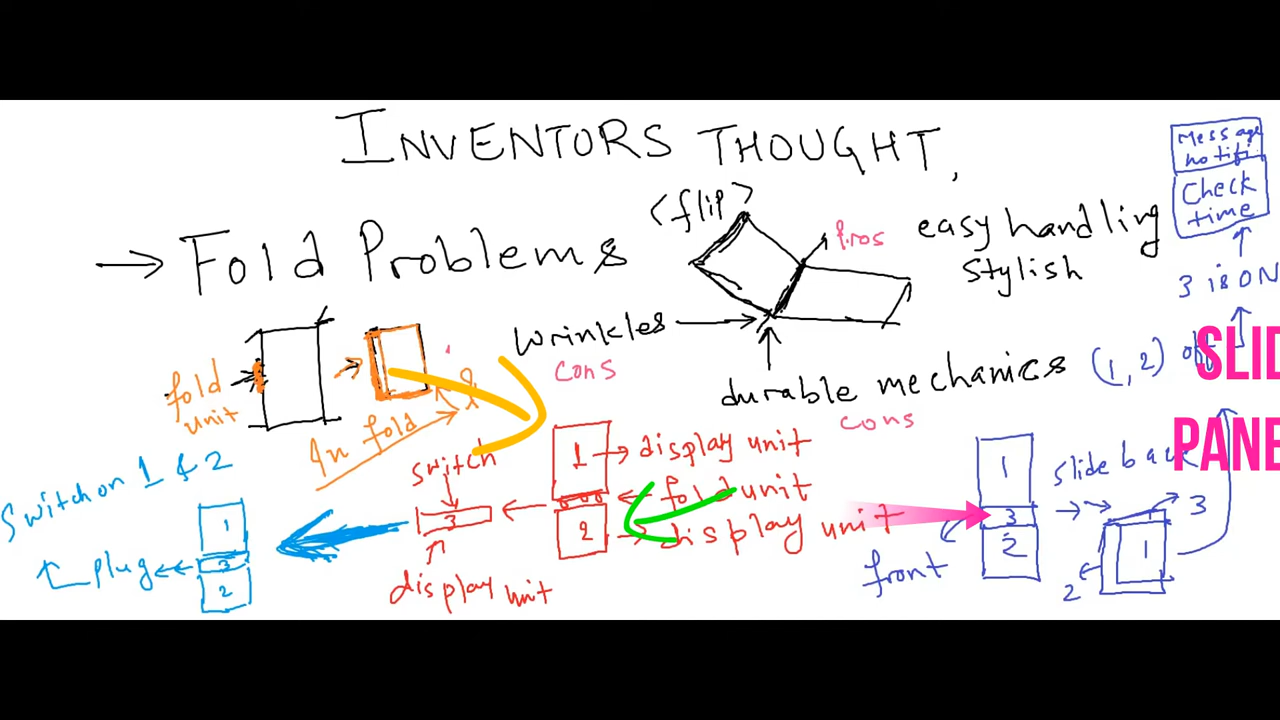 INVENTORS THOUGHT,
Message
notifi
Check
time
3 is ON
→ Fold Problems
<flip>
Pros
easy handling
stylish
wrinkles
cons
durable mechanics
cons
(1, 2) off
SLID
PANE
fold
unit
In fold
switch
3
display unit
1
display unit
fold unit
2
display unit
Switch on 1 & 2
1
3
2
plug
1
3
2
front
slide back
3
1
2